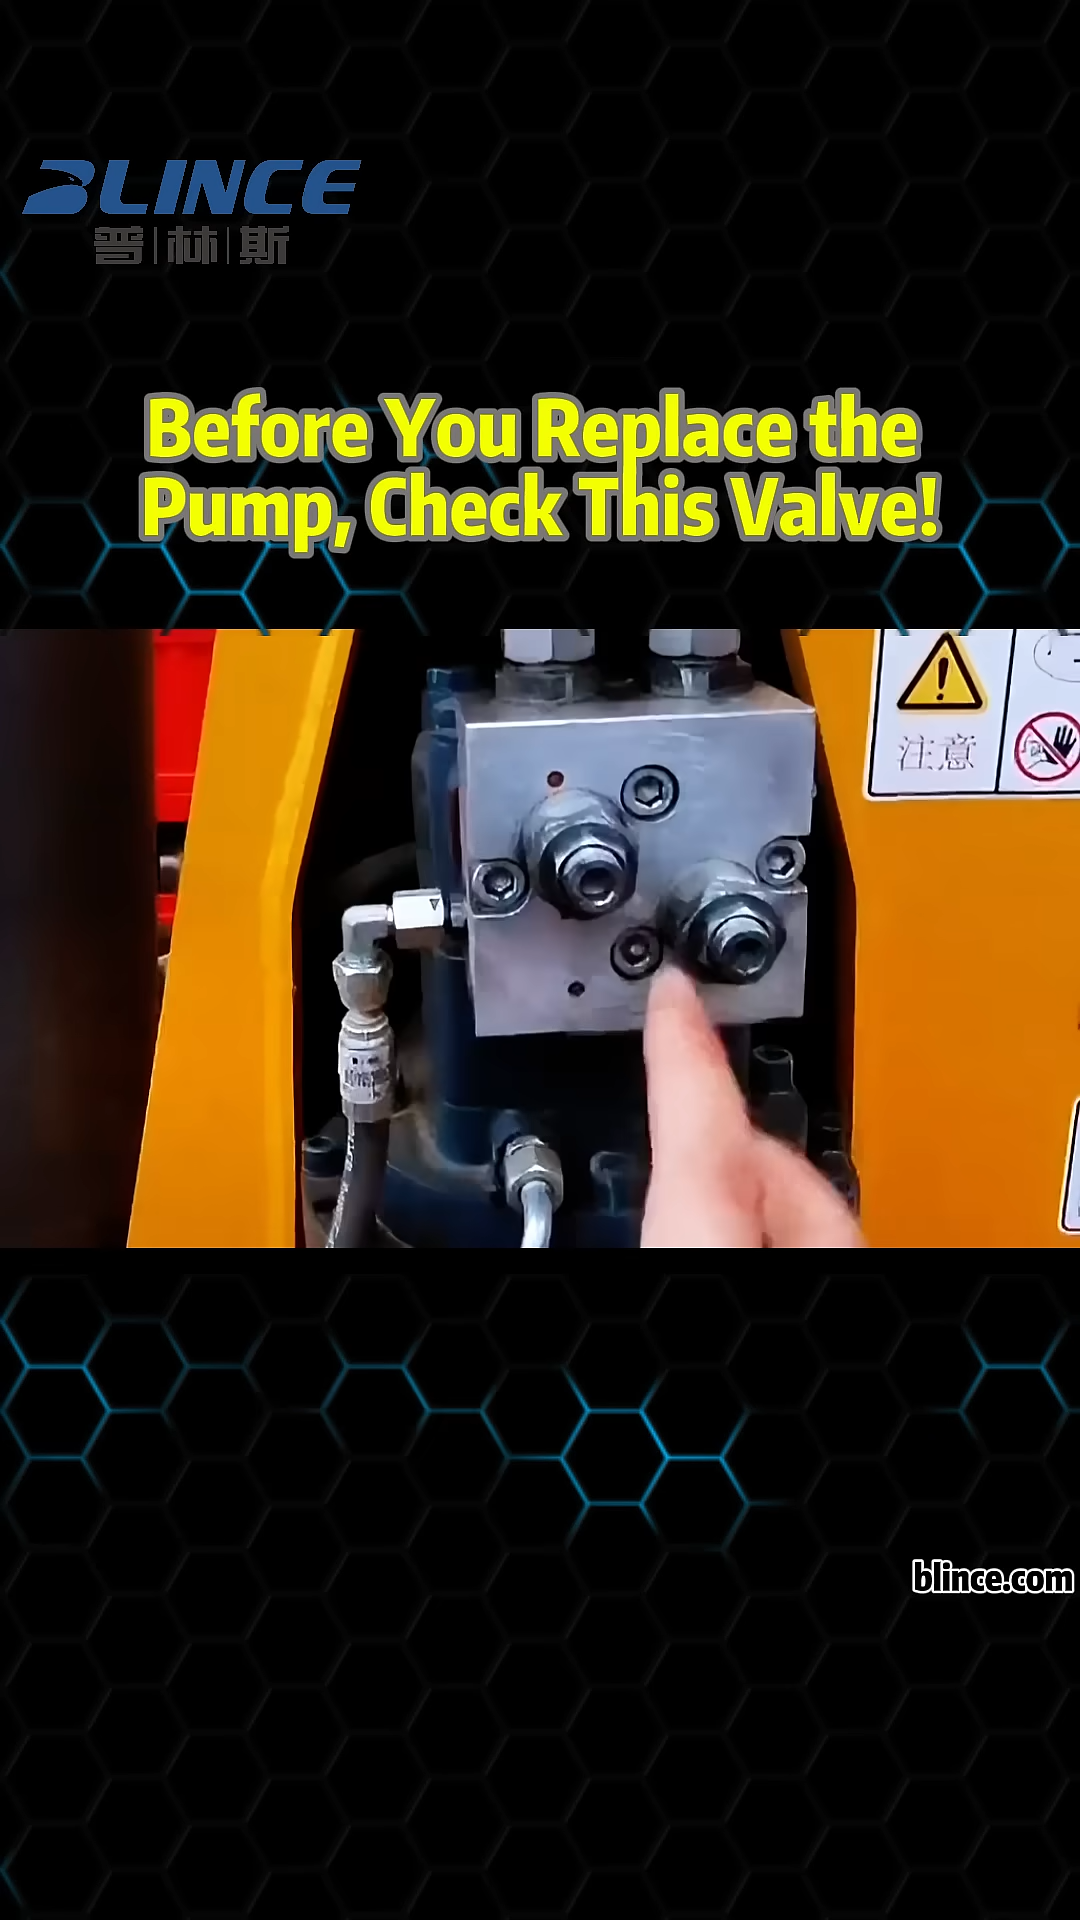 BLINCE
普|林|斯
Before You Replace the
Pump, Check This Valve!
注意
blince.com